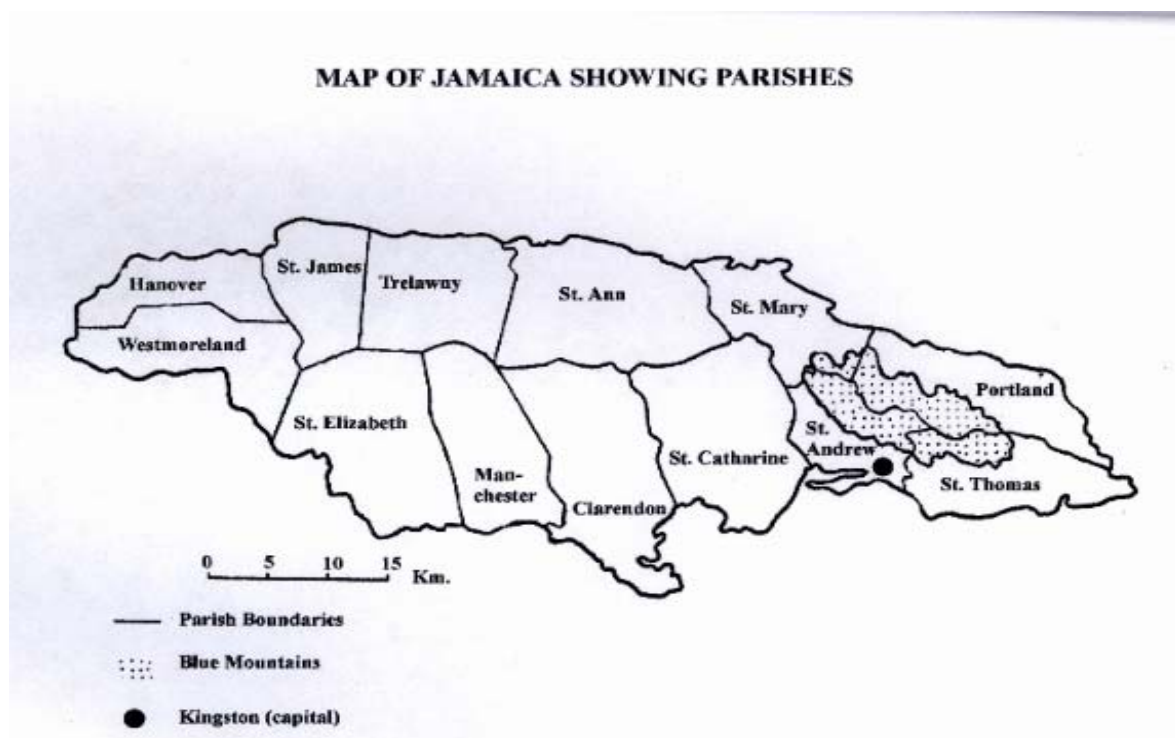 MAP OF JAMAICA SHOWING PARISHES
St. James
Hanover
Trelawny
St. Ann
St. Mary
Westmoreland
Portland
St. Elizabeth
St.
Andrew
St. Catharine
Man-
chester
St. Thomas
Clarendon
0 5 10 15
Km.
Parish Boundaries
Blue Mountains
Kingston (capital)